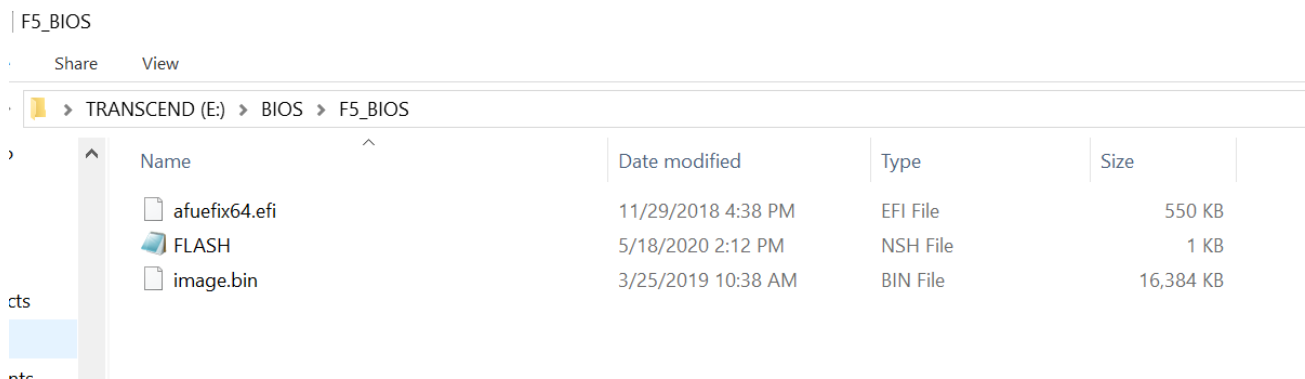 F5_BIOS
Share View
TRANSCEND (E:) > BIOS > F5_BIOS
Name Date modified Type Size
afuefix64.efi 11/29/2018 4:38 PM EFI File 550 KB
FLASH 5/18/2020 2:12 PM NSH File 1 KB
image.bin 3/25/2019 10:38 AM BIN File 16,384 KB
cts